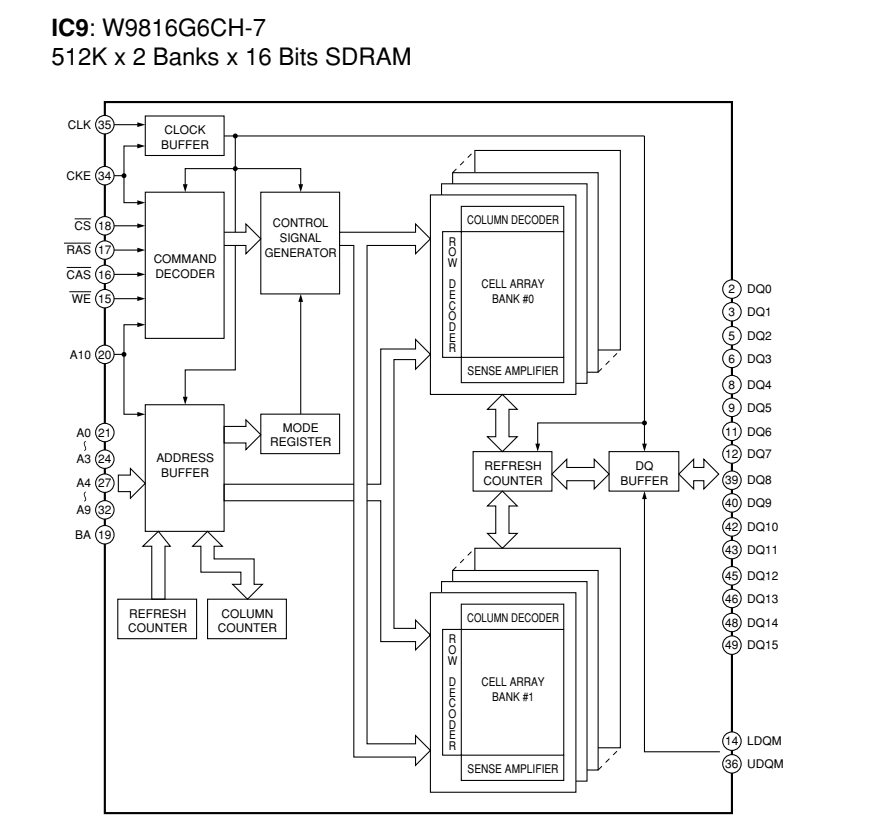 IC9: W9816G6CH-7
512K x 2 Banks x 16 Bits SDRAM
CLK 35
CLOCK
BUFFER
CKE 34
CS 18
RAS 17
CAS 16
WE 15
COMMAND
DECODER
CONTROL
SIGNAL
GENERATOR
A10 20
COLUMN DECODER
ROW DECODER
CELL ARRAY
BANK #0
SENSE AMPLIFIER
A0 21
~
A3 24
A4 27
~
A9 32
BA 19
ADDRESS
BUFFER
MODE
REGISTER
REFRESH
COUNTER
DQ
BUFFER
REFRESH
COUNTER
COLUMN
COUNTER
COLUMN DECODER
ROW DECODER
CELL ARRAY
BANK #1
SENSE AMPLIFIER
2 DQ0
3 DQ1
5 DQ2
6 DQ3
8 DQ4
9 DQ5
11 DQ6
12 DQ7
39 DQ8
40 DQ9
42 DQ10
43 DQ11
45 DQ12
46 DQ13
48 DQ14
49 DQ15
14 LDQM
36 UDQM